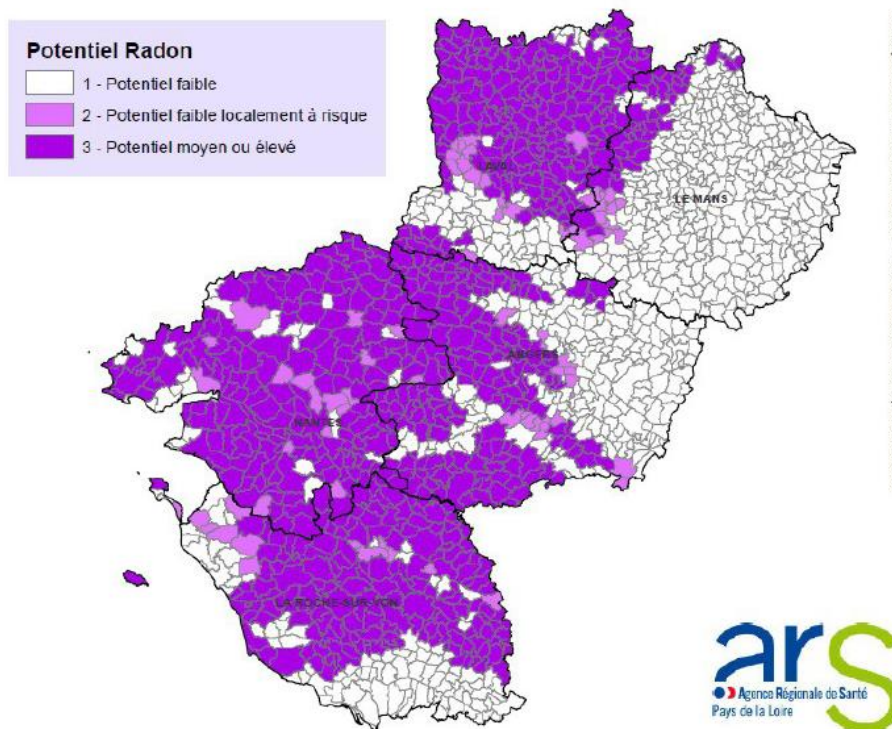 Potentiel Radon
1 - Potentiel faible
2 - Potentiel faible localement à risque
3 - Potentiel moyen ou élevé
LAVAL
LE MANS
ANGERS
NANTES
LA ROCHE-SUR-YON
ars
Agence Régionale de Santé
Pays de la Loire